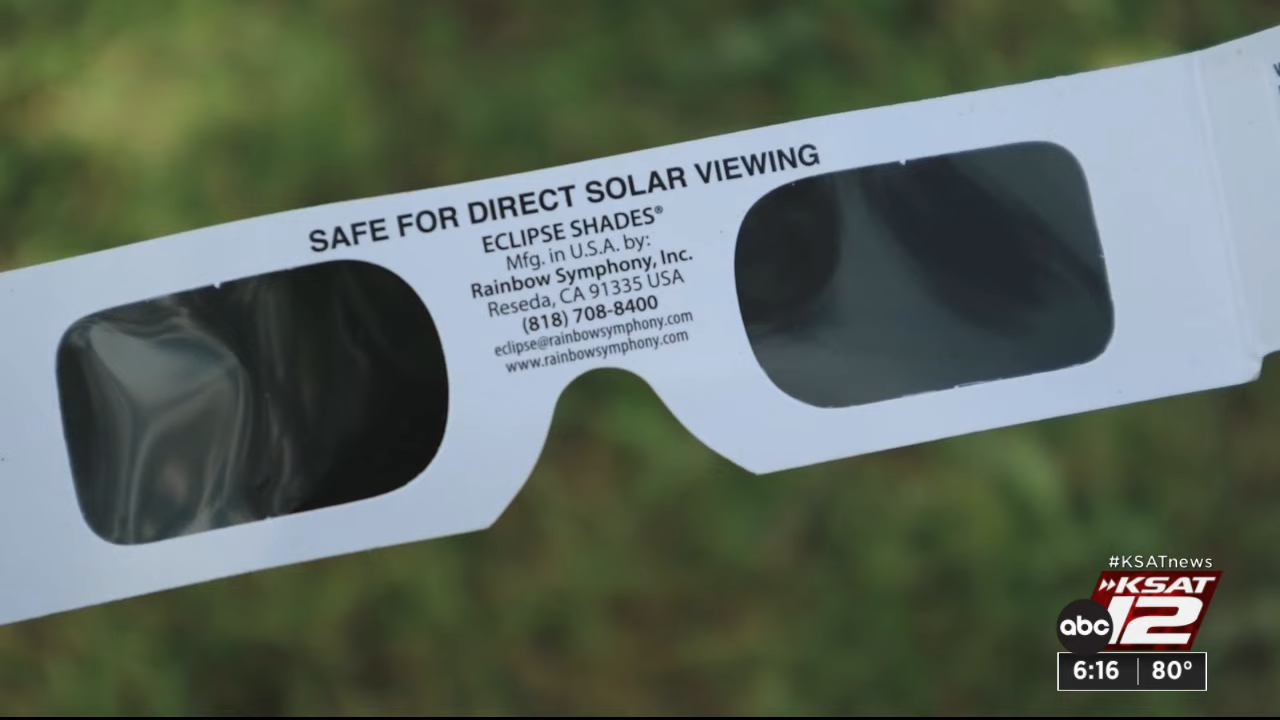 SAFE FOR DIRECT SOLAR VIEWING
ECLIPSE SHADES®
Mfg. in U.S.A. by:
Rainbow Symphony, Inc.
Reseda, CA 91335 USA
(818) 708-8400
eclipse@rainbowsymphony.com
www.rainbowsymphony.com
#KSATnews
KSAT
abc 12
6:16 80°